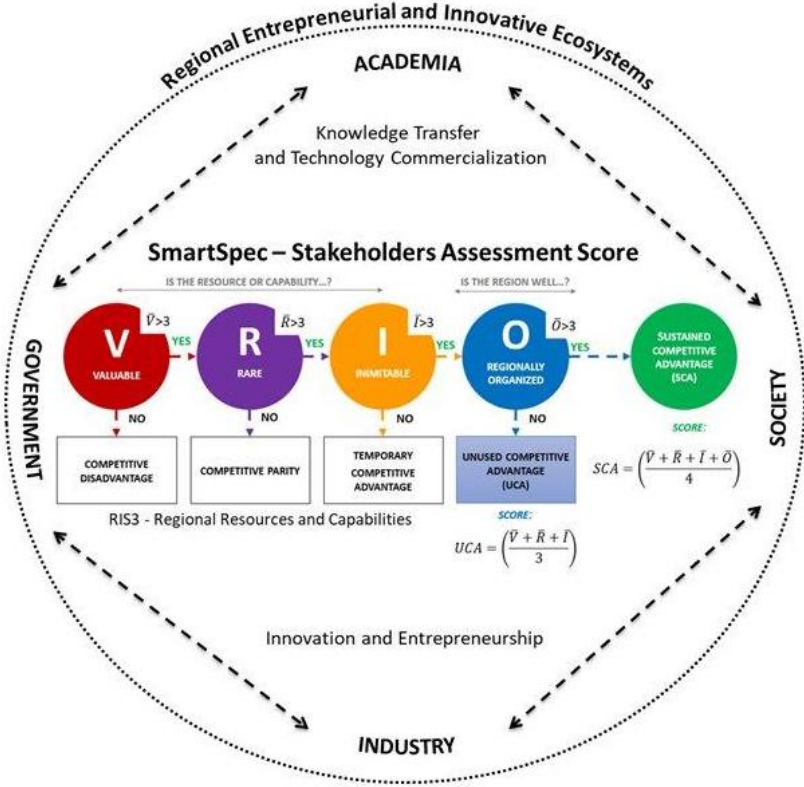 Regional Entrepreneurial and Innovative Ecosystems
ACADEMIA
Knowledge Transfer
and Technology Commercialization
SmartSpec – Stakeholders Assessment Score
IS THE RESOURCE OR CAPABILITY...?
IS THE REGION WELL...?
V
VALUABLE
V̄>3
YES
R
RARE
R̄>3
YES
I
INIMITABLE
Ī>3
YES
O
REGIONALLY
ORGANIZED
Ō>3
YES
SUSTAINED
COMPETITIVE
ADVANTAGE
(SCA)
NO
NO
NO
NO
COMPETITIVE
DISADVANTAGE
COMPETITIVE PARITY
TEMPORARY
COMPETITIVE
ADVANTAGE
UNUSED COMPETITIVE
ADVANTAGE
(UCA)
SCORE:
SCA = (V̄ + R̄ + Ī + Ō / 4)
RIS3 - Regional Resources and Capabilities
SCORE:
UCA = (V̄ + R̄ + Ī / 3)
GOVERNMENT
SOCIETY
Innovation and Entrepreneurship
INDUSTRY